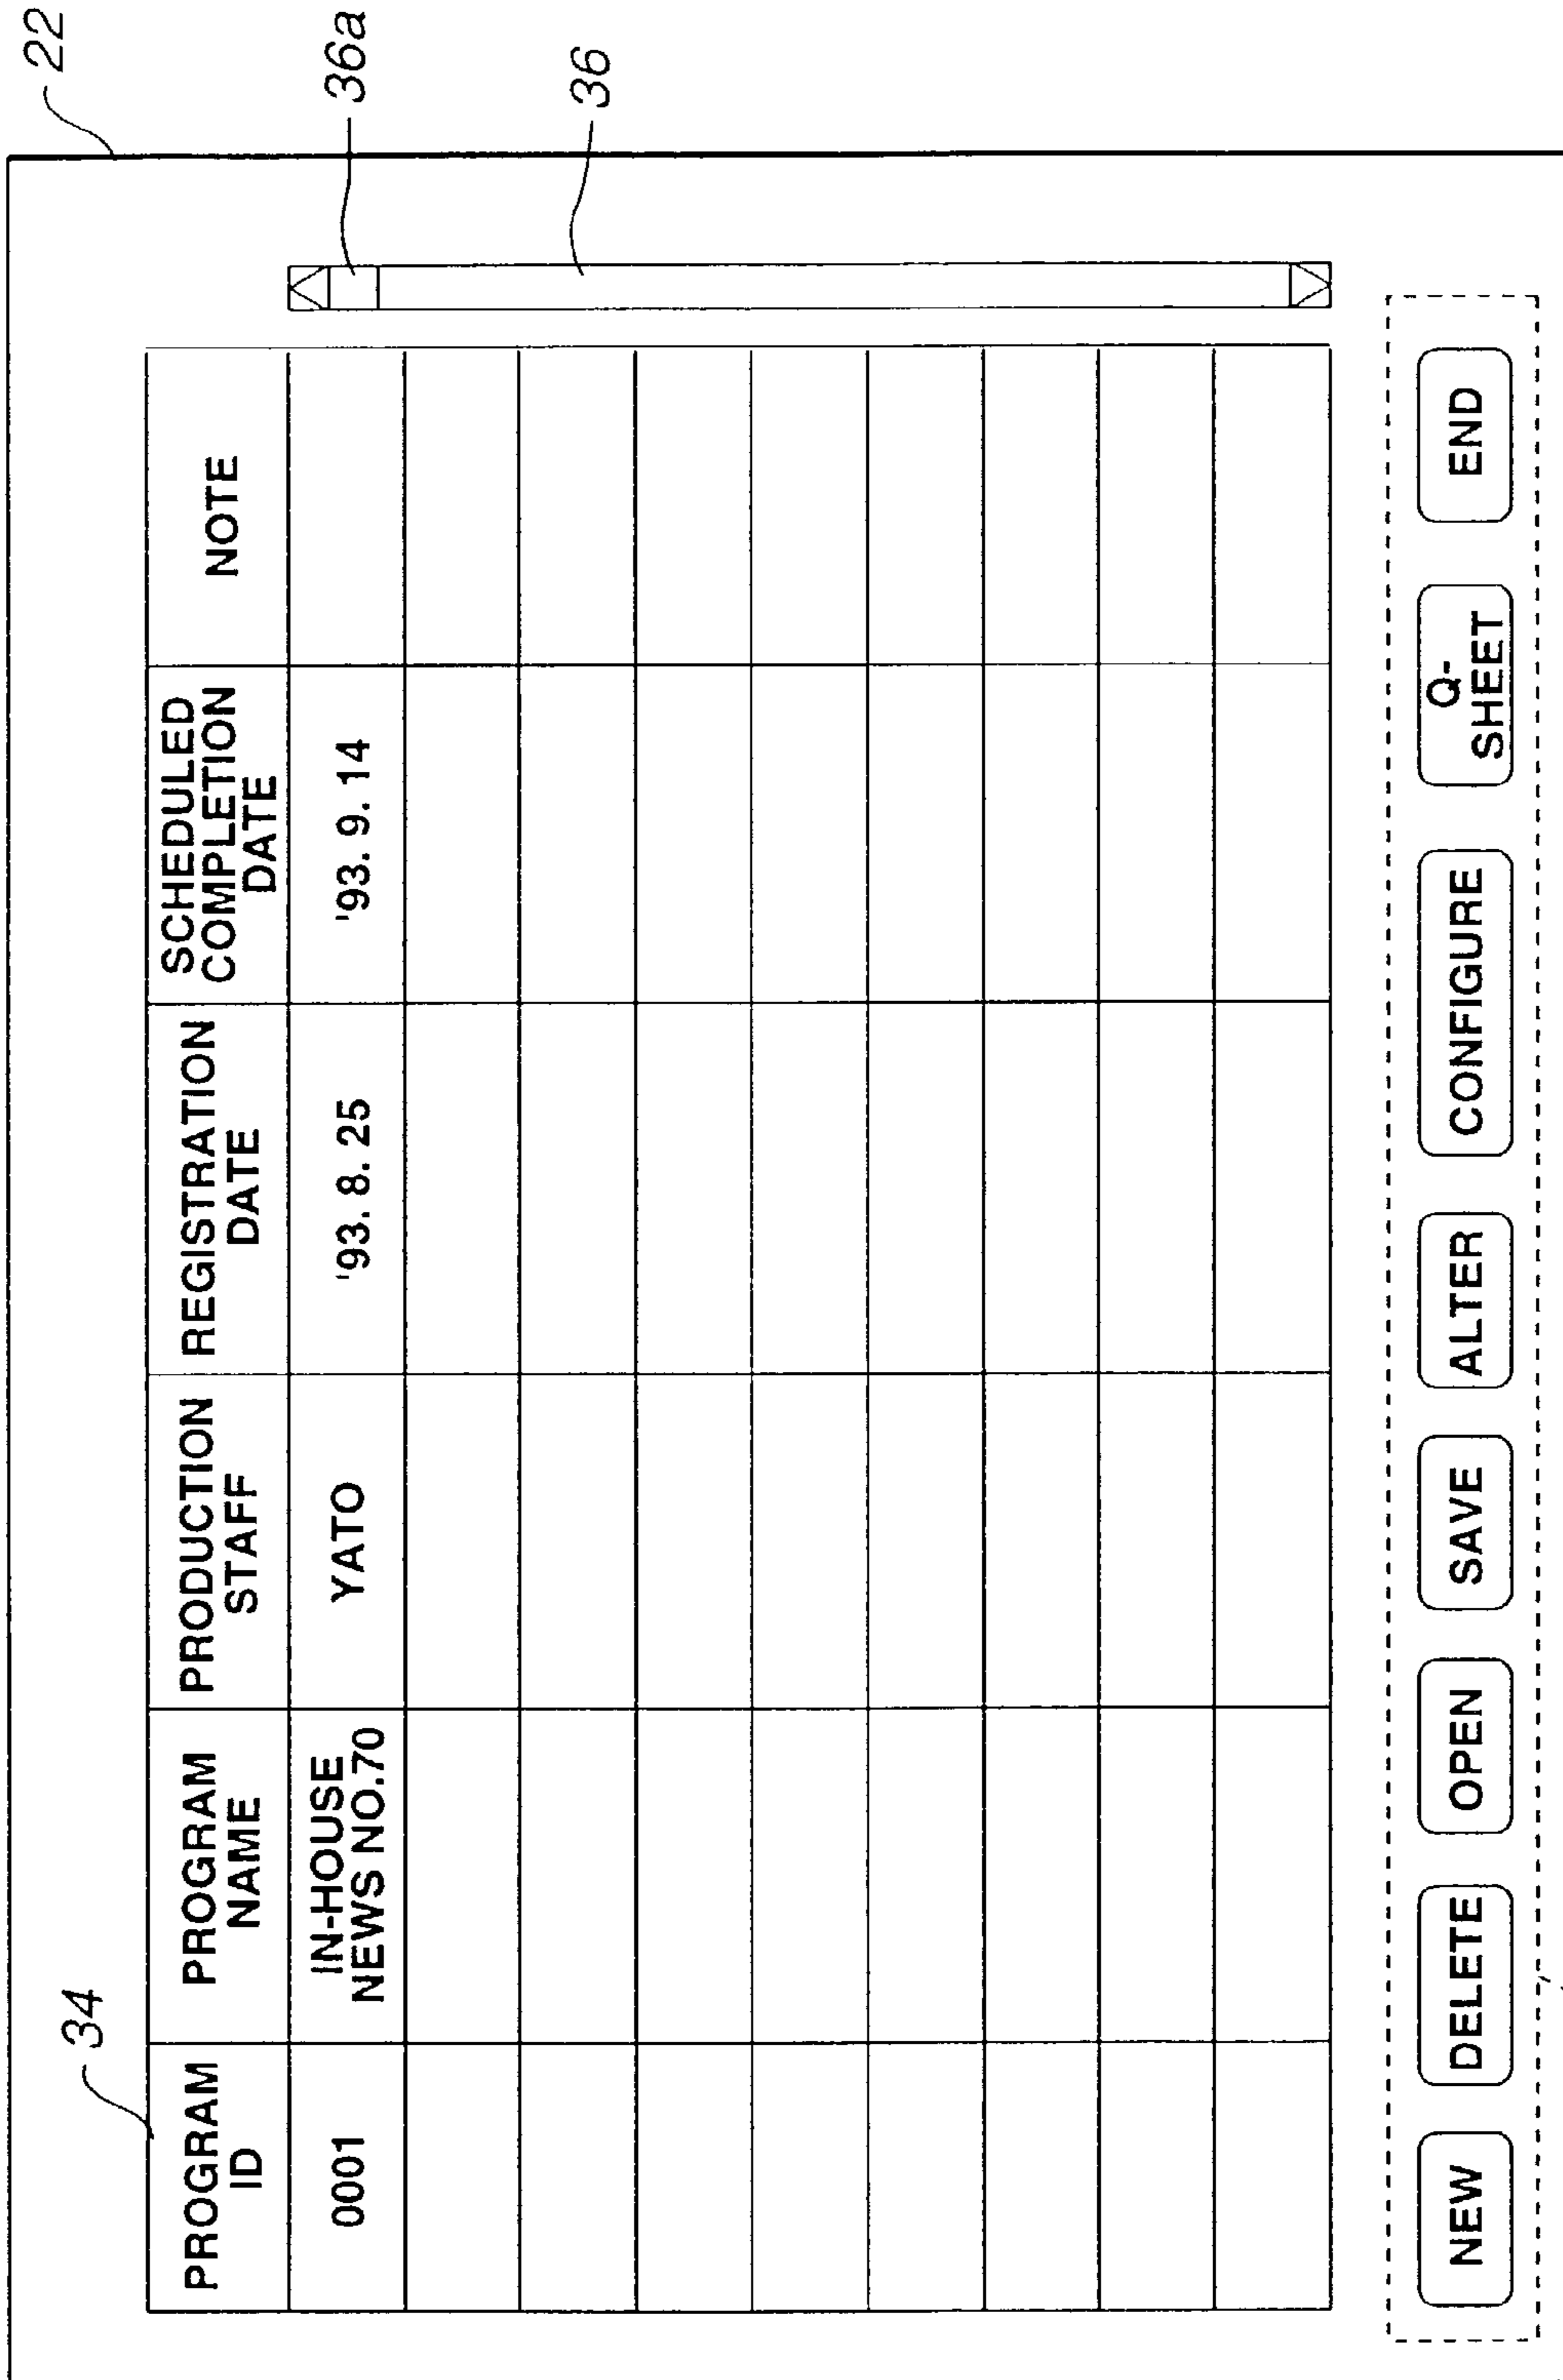 22
34
PROGRAM
ID
PROGRAM
NAME
PRODUCTION
STAFF
REGISTRATION
DATE
SCHEDULED
COMPLETION
DATE
NOTE
36a
0001
IN-HOUSE
NEWS NO.70
YATO
'93. 8. 25
'93. 9. 14
36
NEW
DELETE
OPEN
SAVE
ALTER
CONFIGURE
Q-
SHEET
END